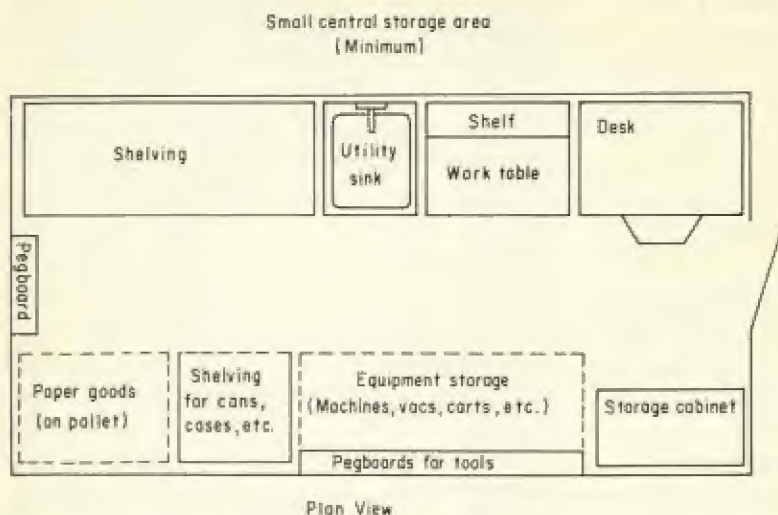 Small central storage area
(Minimum)
Shelving
Utility
sink
Shelf
Work table
Desk
Pegboard
Paper goods
(on pallet)
Shelving
for cans,
cases, etc.
Equipment storage
(Machines, vacs, carts, etc.)
Pegboards for tools
Storage cabinet
Plan View